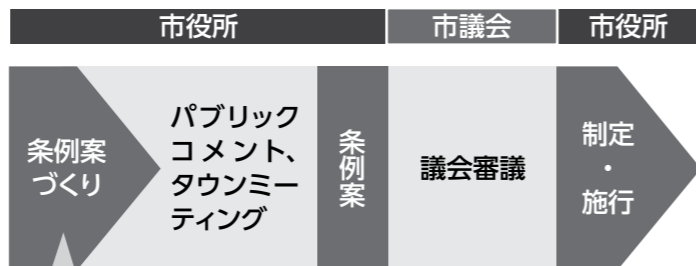 市役所
市議会
市役所
条例案
づくり
パブリック
コメント、
タウンミー
ティング
条例案
議会審議
制定
・
施行